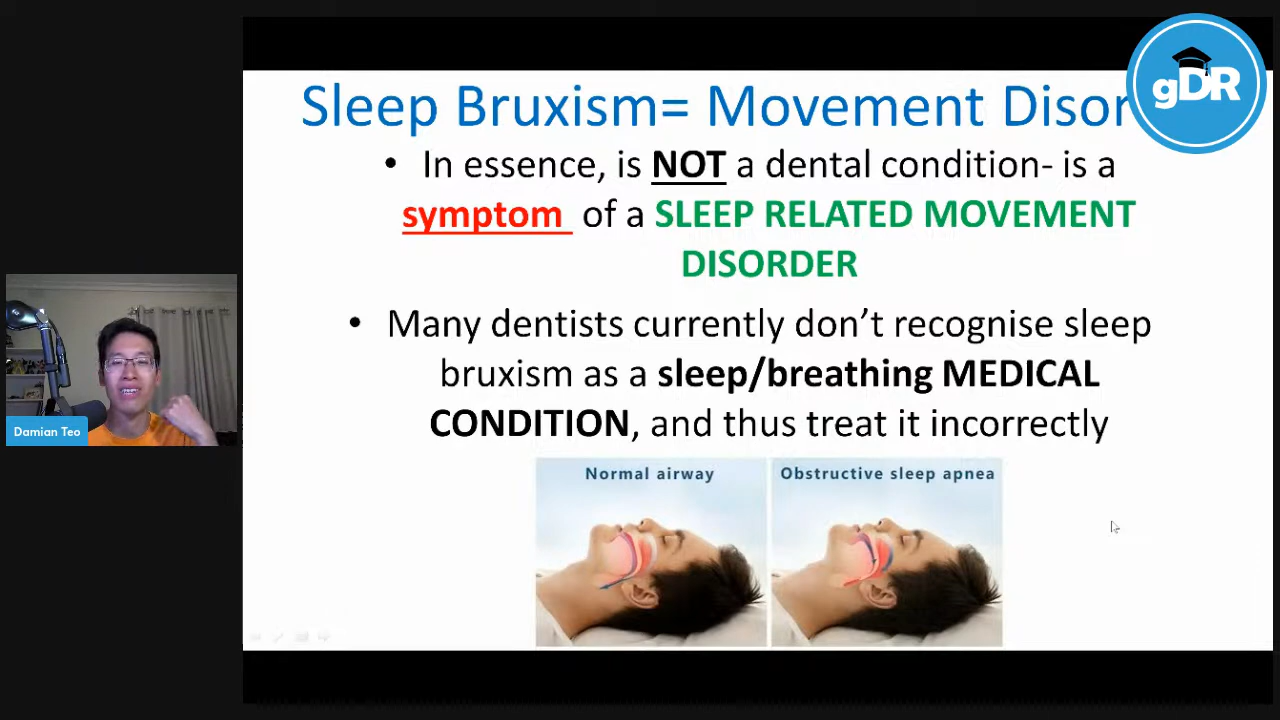 gDR
Sleep Bruxism= Movement Disor
• In essence, is NOT a dental condition- is a
symptom of a SLEEP RELATED MOVEMENT
DISORDER
• Many dentists currently don’t recognise sleep
bruxism as a sleep/breathing MEDICAL
CONDITION, and thus treat it incorrectly
Damian Teo
Normal airway
Obstructive sleep apnea